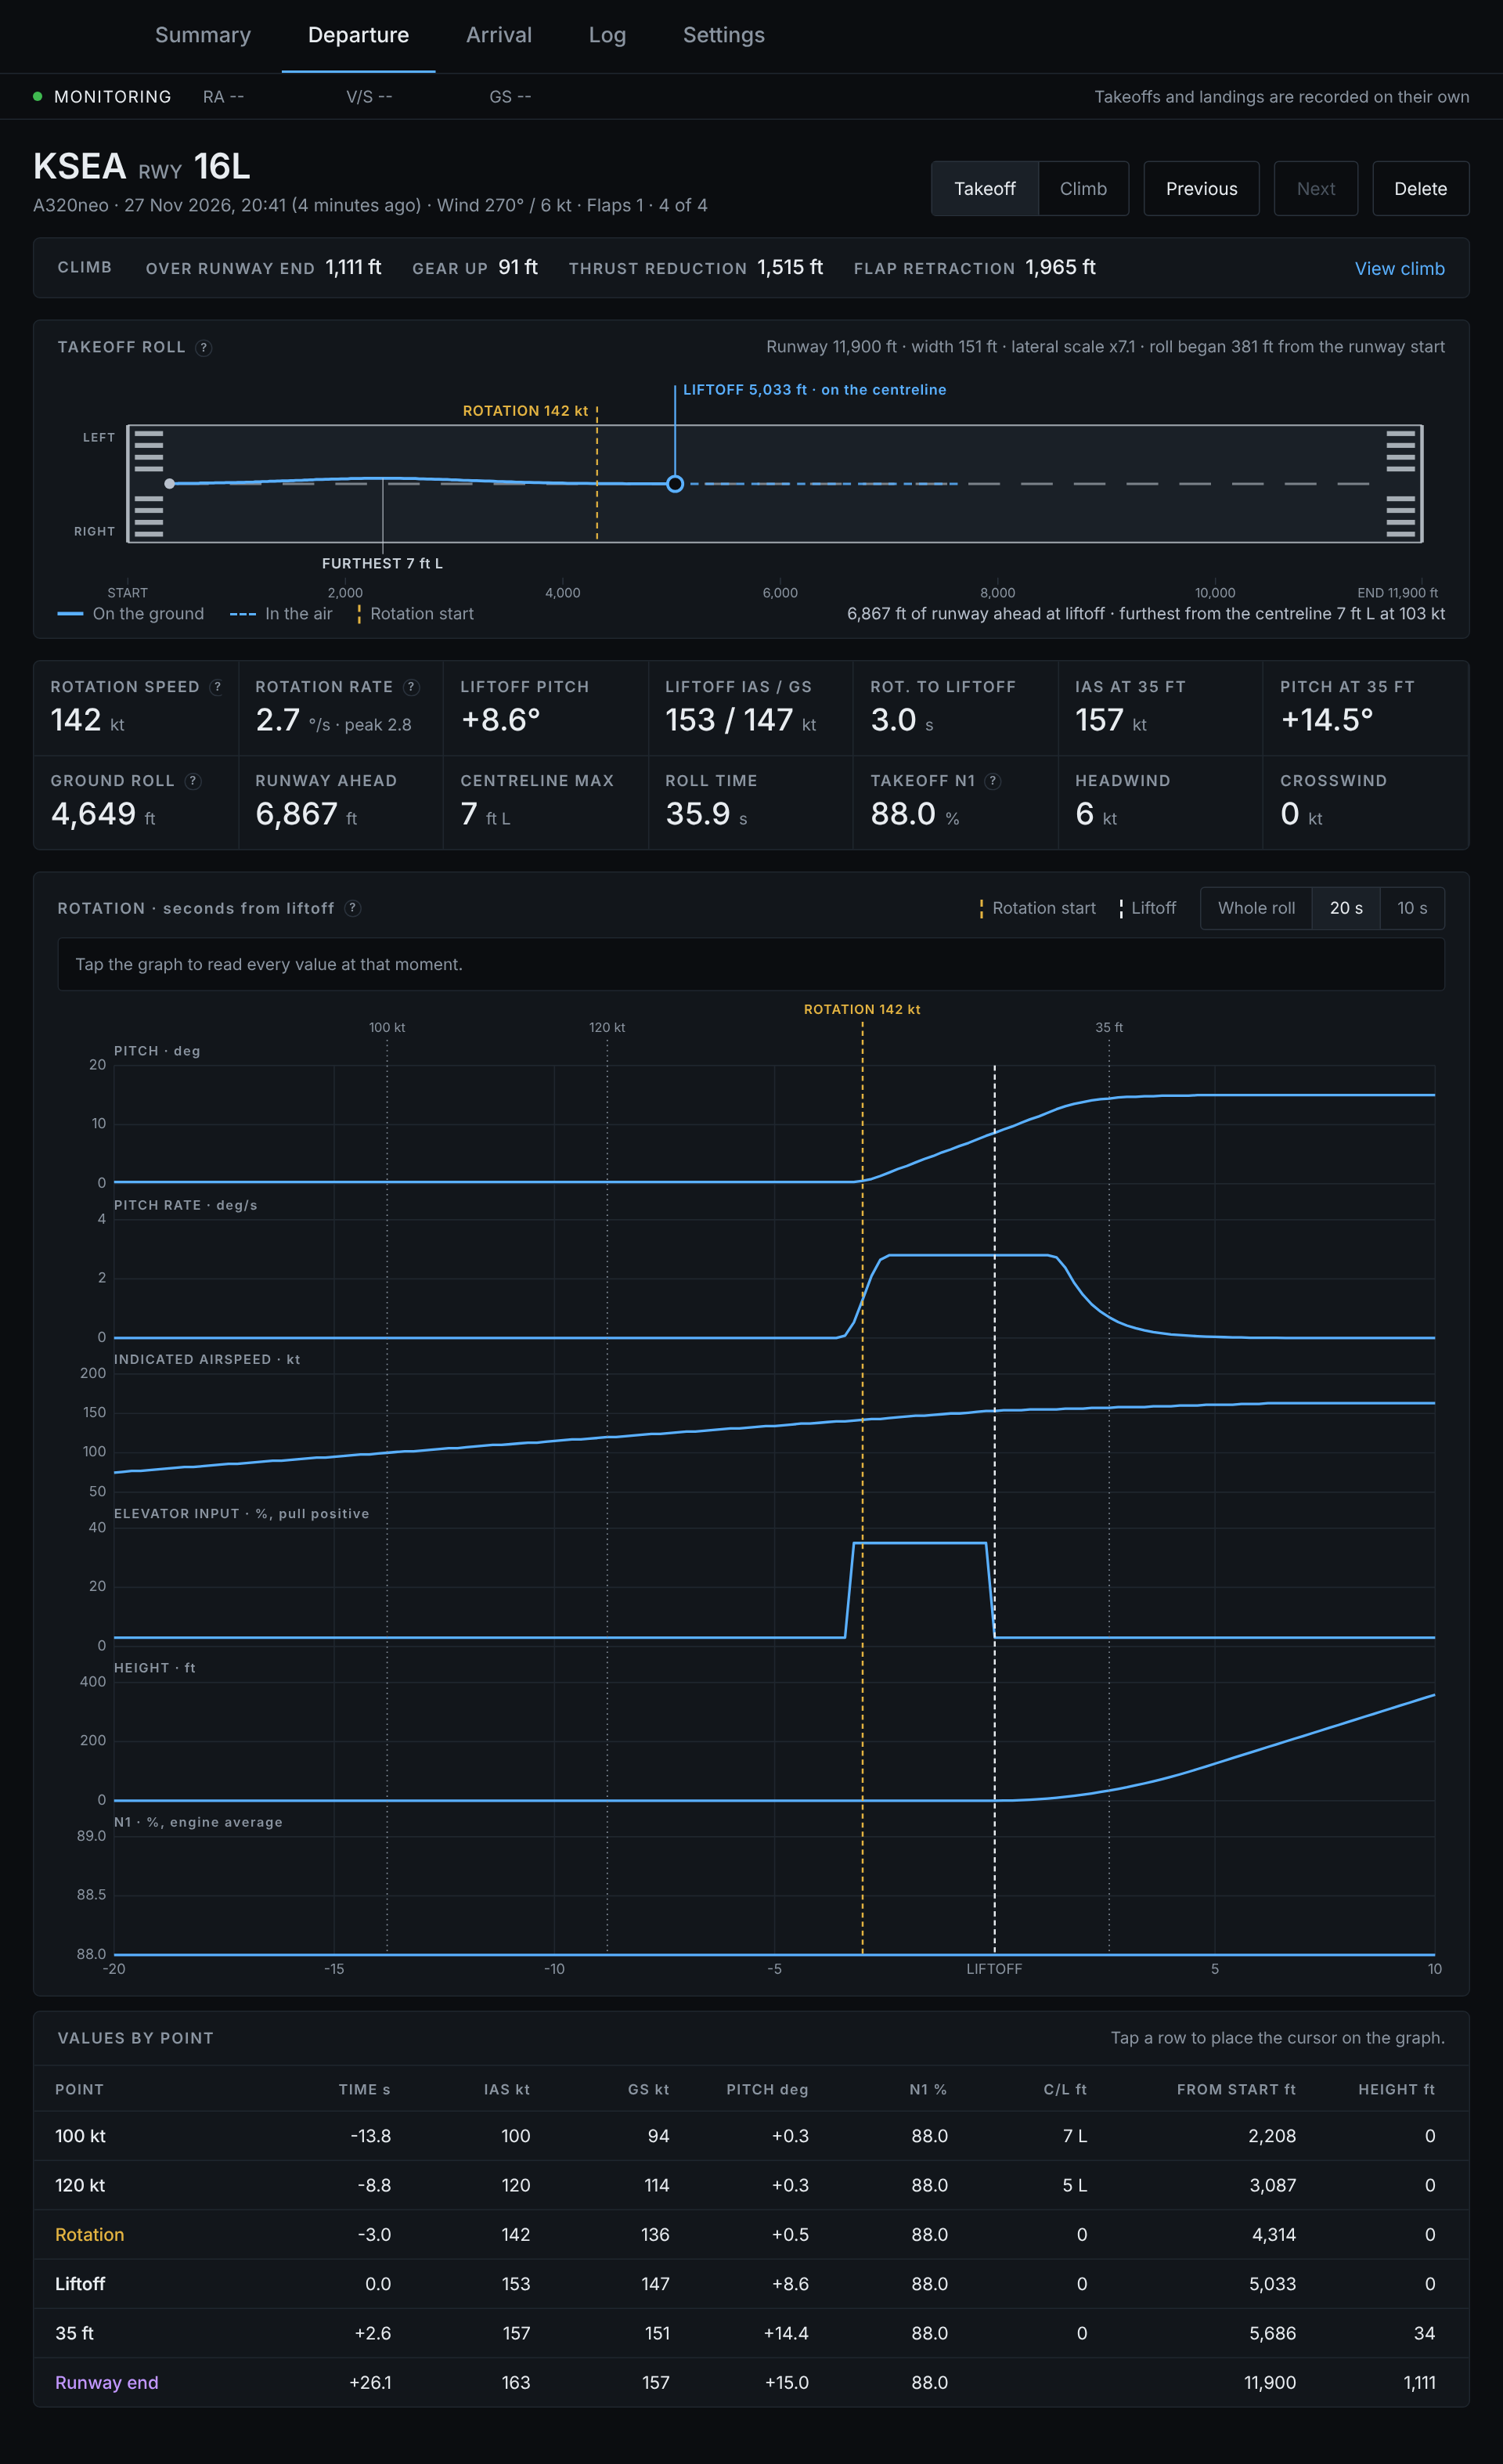 Summary Departure Arrival Log Settings
MONITORING RA -- V/S -- GS -- Takeoffs and landings are recorded on their own
KSEA RWY 16L
A320neo · 27 Nov 2026, 20:41 (4 minutes ago) · Wind 270° / 6 kt · Flaps 1 · 4 of 4
Takeoff Climb Previous Next Delete
CLIMB OVER RUNWAY END 1,111 ft GEAR UP 91 ft THRUST REDUCTION 1,515 ft FLAP RETRACTION 1,965 ft View climb
TAKEOFF ROLL ? Runway 11,900 ft · width 151 ft · lateral scale x7.1 · roll began 381 ft from the runway start
LIFTOFF 5,033 ft · on the centreline
ROTATION 142 kt
LEFT
RIGHT
FURTHEST 7 ft L
START 2,000 4,000 6,000 8,000 10,000 END 11,900 ft
On the ground In the air Rotation start 6,867 ft of runway ahead at liftoff · furthest from the centreline 7 ft L at 103 kt
ROTATION SPEED ? ROTATION RATE ? LIFTOFF PITCH LIFTOFF IAS / GS ROT. TO LIFTOFF IAS AT 35 FT PITCH AT 35 FT
142 kt 2.7 °/s · peak 2.8 +8.6° 153 / 147 kt 3.0 s 157 kt +14.5°
GROUND ROLL ? RUNWAY AHEAD CENTRELINE MAX ROLL TIME TAKEOFF N1 ? HEADWIND CROSSWIND
4,649 ft 6,867 ft 7 ft L 35.9 s 88.0 % 6 kt 0 kt
ROTATION · seconds from liftoff ? Rotation start Liftoff Whole roll 20 s 10 s
Tap the graph to read every value at that moment.
ROTATION 142 kt
100 kt 120 kt 35 ft
PITCH · deg
20
10
0
PITCH RATE · deg/s
4
2
0
INDICATED AIRSPEED · kt
200
150
100
50
ELEVATOR INPUT · %, pull positive
40
20
0
HEIGHT · ft
400
200
0
N1 · %, engine average
89.0
88.5
88.0
-20 -15 -10 -5 LIFTOFF 5 10
VALUES BY POINT Tap a row to place the cursor on the graph.
POINT TIME s IAS kt GS kt PITCH deg N1 % C/L ft FROM START ft HEIGHT ft
100 kt -13.8 100 94 +0.3 88.0 7 L 2,208 0
120 kt -8.8 120 114 +0.3 88.0 5 L 3,087 0
Rotation -3.0 142 136 +0.5 88.0 0 4,314 0
Liftoff 0.0 153 147 +8.6 88.0 0 5,033 0
35 ft +2.6 157 151 +14.4 88.0 0 5,686 34
Runway end +26.1 163 157 +15.0 88.0 11,900 1,111